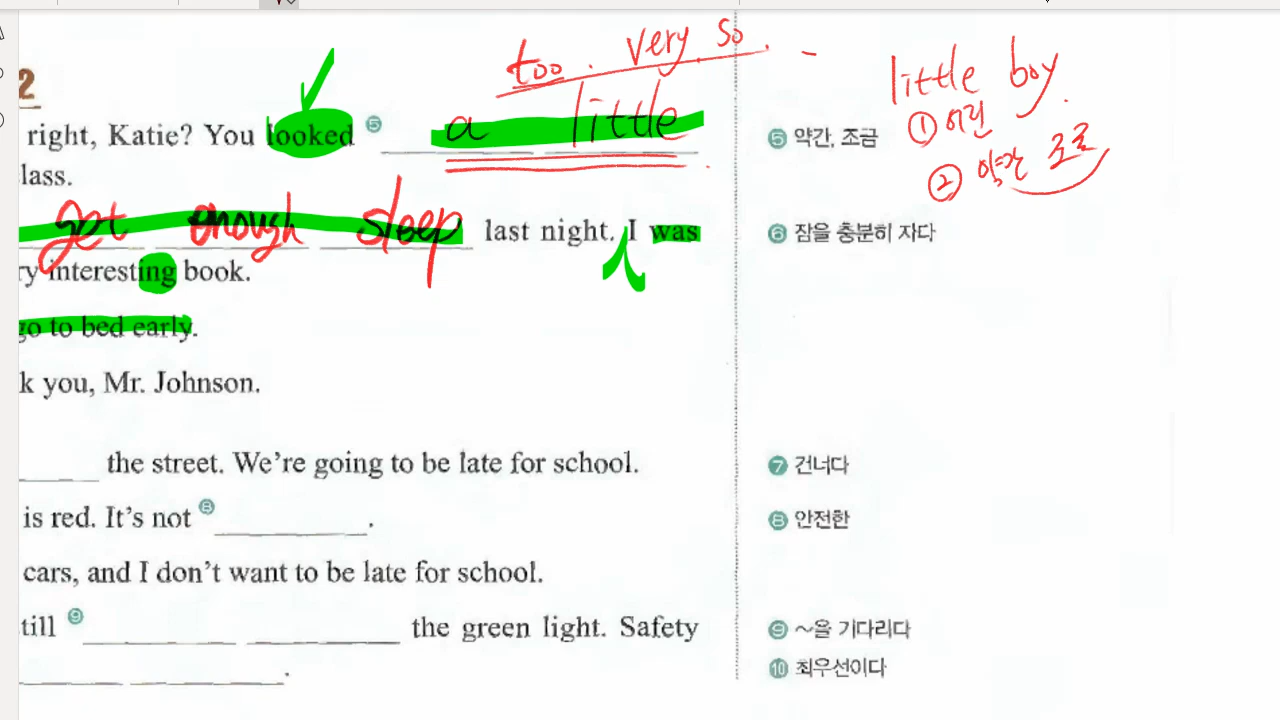 2
too. very. so.
little boy
right, Katie? You looked ⑤ a little
⑤ 약간, 조금
① 어린
② 약간
lass.
get enough sleep last night. I was
⑥ 잠을 충분히 자다
ry interesting book.
go to bed early.
k you, Mr. Johnson.
the street. We're going to be late for school.
⑦ 건너다
is red. It's not ⑧ .
⑧ 안전한
cars, and I don't want to be late for school.
till ⑨ the green light. Safety
⑨ ~을 기다리다
.
⑩ 최우선이다